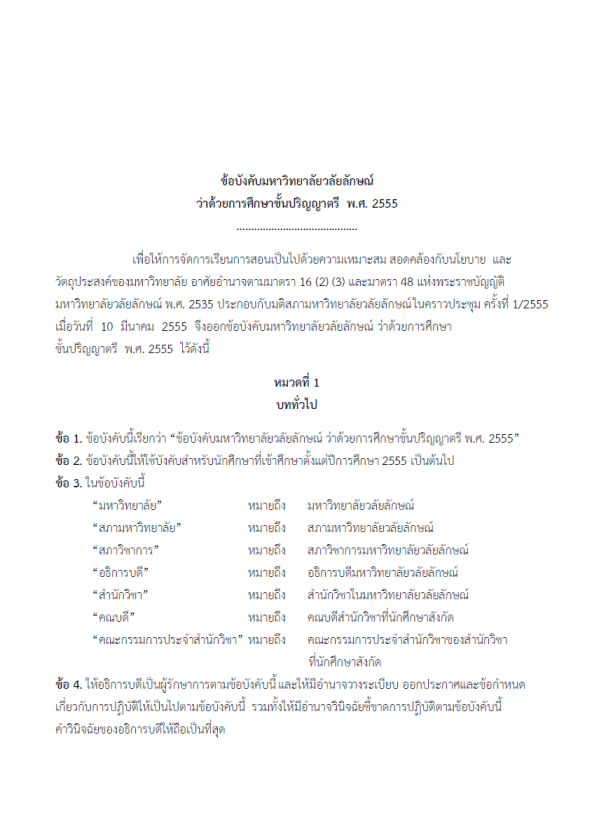 ข้อบังคับมหาวิทยาลัยวลัยลักษณ์
ว่าด้วยการศึกษาขั้นปริญญาตรี พ.ศ. 2555
..........................................
เพื่อให้การจัดการเรียนการสอนเป็นไปด้วยความเหมาะสม สอดคล้องกับนโยบาย และ
วัตถุประสงค์ของมหาวิทยาลัย อาศัยอำนาจตามมาตรา 16 (2) (3) และมาตรา 48 แห่งพระราชบัญญัติ
มหาวิทยาลัยวลัยลักษณ์ พ.ศ. 2535 ประกอบกับมติสภามหาวิทยาลัยวลัยลักษณ์ในคราวประชุม ครั้งที่ 1/2555
เมื่อวันที่ 10 มีนาคม 2555 จึงออกข้อบังคับมหาวิทยาลัยวลัยลักษณ์ ว่าด้วยการศึกษา
ขั้นปริญญาตรี พ.ศ. 2555 ไว้ดังนี้
หมวดที่ 1
บททั่วไป
ข้อ 1. ข้อบังคับนี้เรียกว่า “ข้อบังคับมหาวิทยาลัยวลัยลักษณ์ ว่าด้วยการศึกษาขั้นปริญญาตรี พ.ศ. 2555”
ข้อ 2. ข้อบังคับนี้ให้ใช้บังคับสำหรับนักศึกษาที่เข้าศึกษาตั้งแต่ปีการศึกษา 2555 เป็นต้นไป
ข้อ 3. ในข้อบังคับนี้
“มหาวิทยาลัย” หมายถึง มหาวิทยาลัยวลัยลักษณ์
“สภามหาวิทยาลัย” หมายถึง สภามหาวิทยาลัยวลัยลักษณ์
“สภาวิชาการ” หมายถึง สภาวิชาการมหาวิทยาลัยวลัยลักษณ์
“อธิการบดี” หมายถึง อธิการบดีมหาวิทยาลัยวลัยลักษณ์
“สำนักวิชา” หมายถึง สำนักวิชาในมหาวิทยาลัยวลัยลักษณ์
“คณบดี” หมายถึง คณบดีสำนักวิชาที่นักศึกษาสังกัด
“คณะกรรมการประจำสำนักวิชา” หมายถึง คณะกรรมการประจำสำนักวิชาของสำนักวิชา
ที่นักศึกษาสังกัด
ข้อ 4. ให้อธิการบดีเป็นผู้รักษาการตามข้อบังคับนี้ และให้มีอำนาจวางระเบียบ ออกประกาศและข้อกำหนด
เกี่ยวกับการปฏิบัติให้เป็นไปตามข้อบังคับนี้ รวมทั้งให้มีอำนาจวินิจฉัยชี้ขาดการปฏิบัติตามข้อบังคับนี้
คำวินิจฉัยของอธิการบดีให้ถือเป็นที่สุด